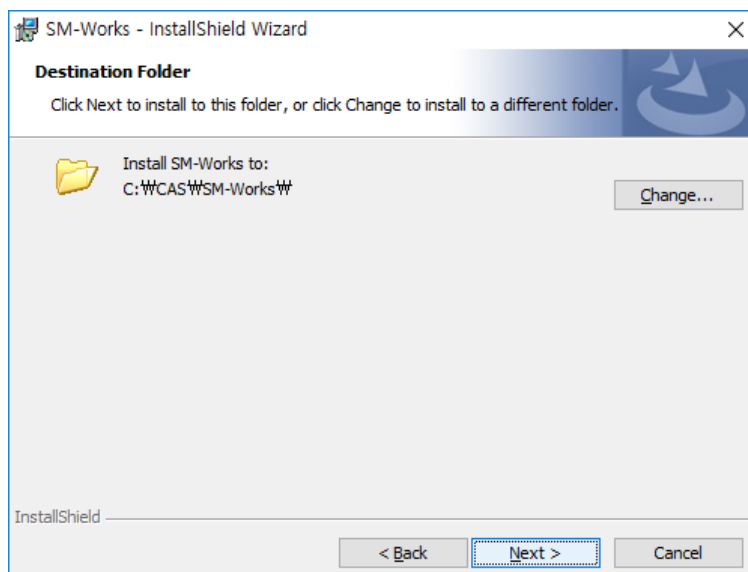 SM-Works - InstallShield Wizard
Destination Folder
Click Next to install to this folder, or click Change to install to a different folder.
Install SM-Works to:
C:₩CAS₩SM-Works₩
Change...
InstallShield
< Back
Next >
Cancel